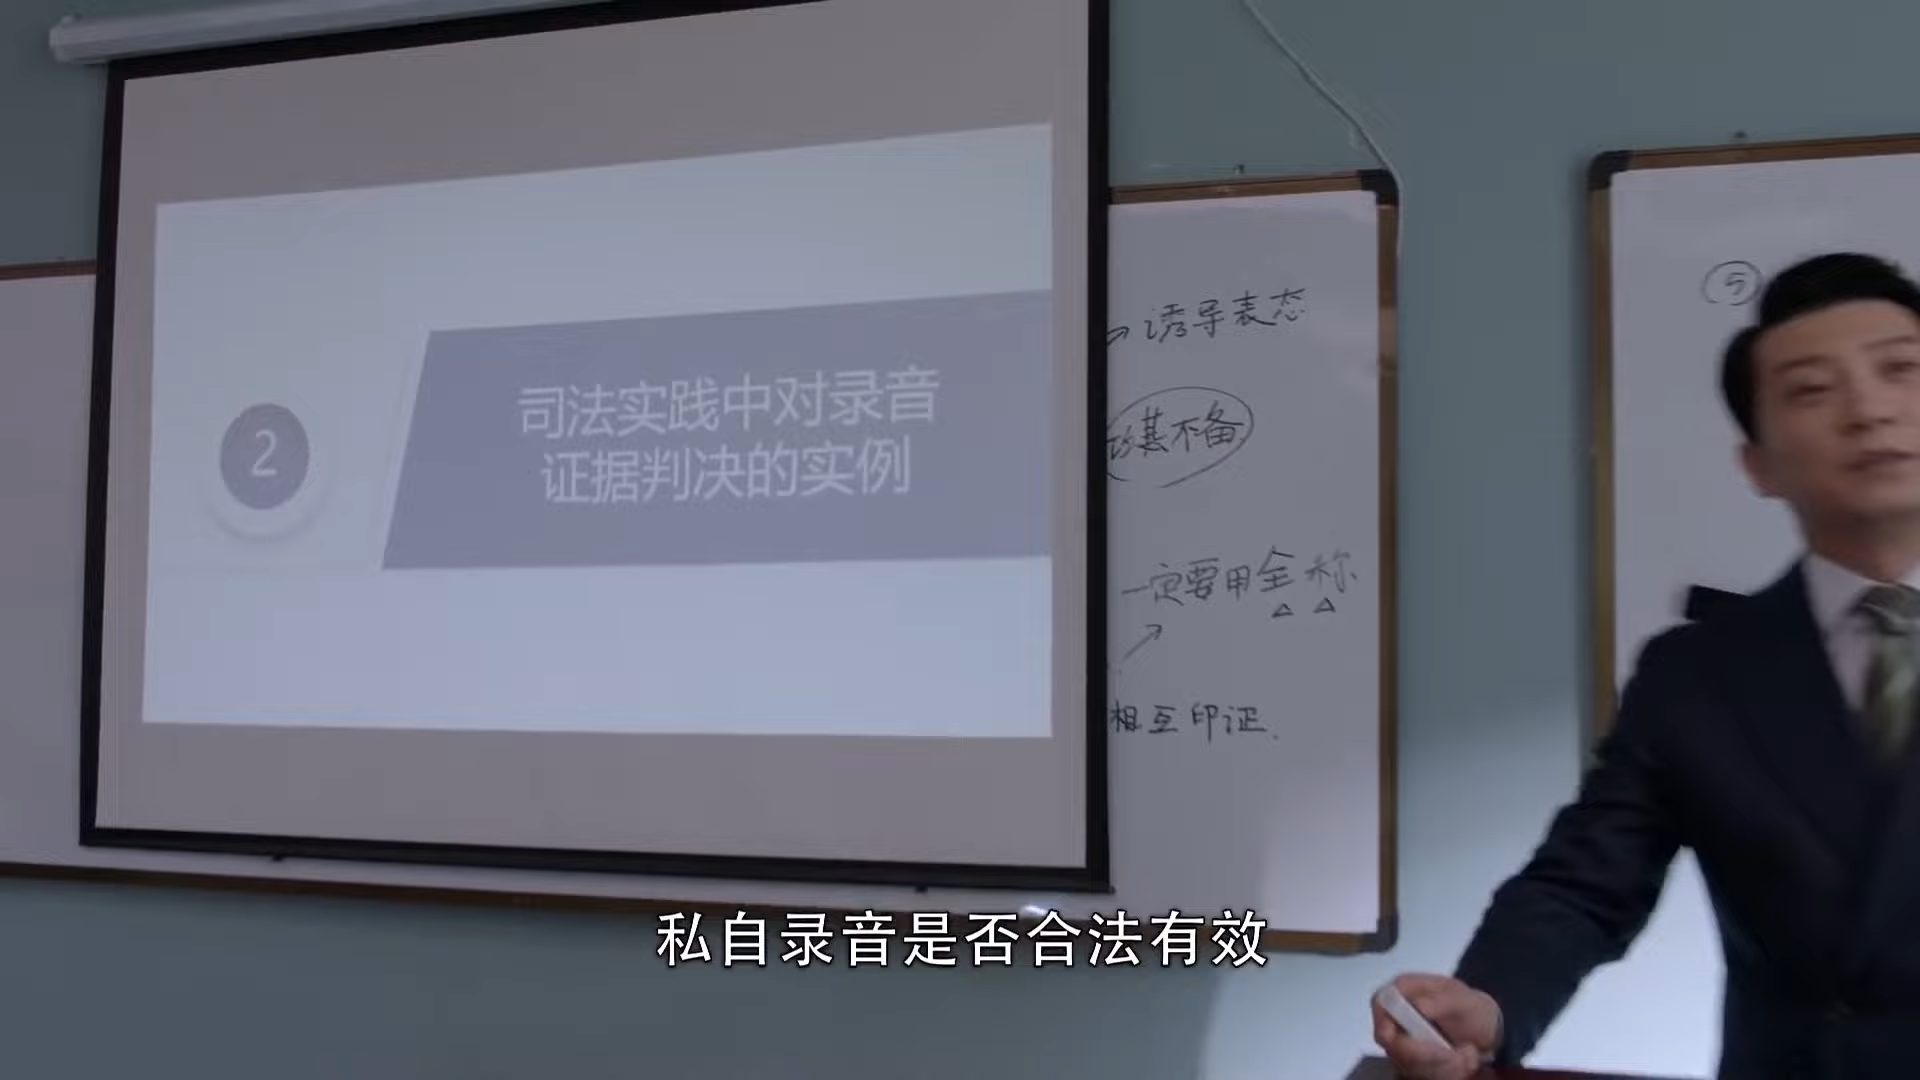 2
司法实践中对录音
证据判决的实例
诱导表态
攻其不备
一定要用全称
相互印证.
5
私自录音是否合法有效